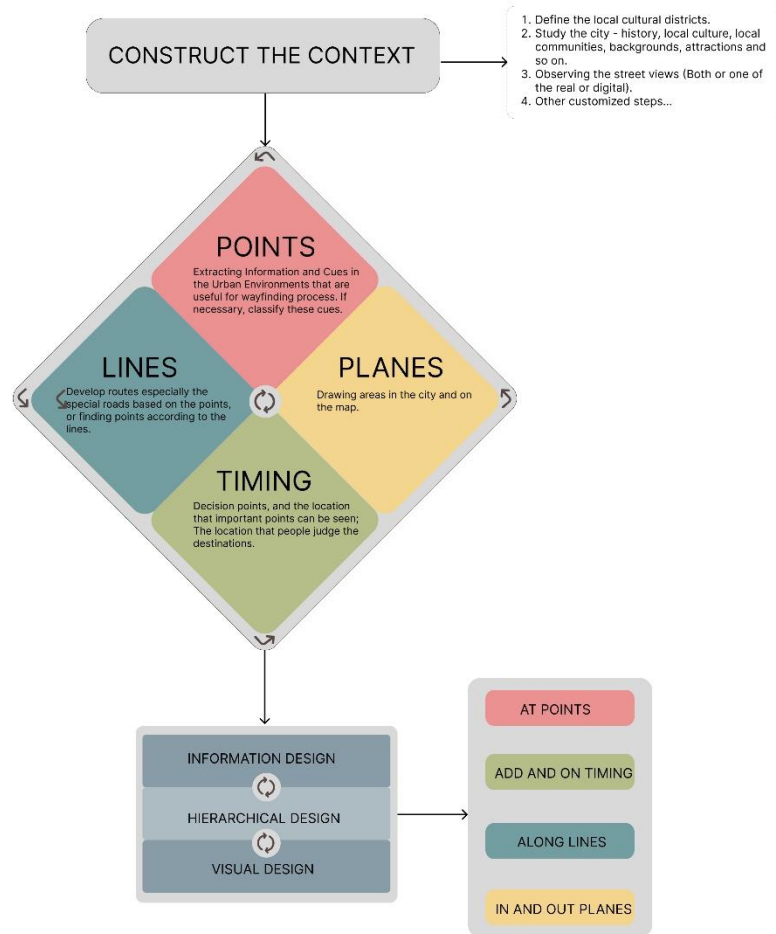 CONSTRUCT THE CONTEXT
1. Define the local cultural districts.
2. Study the city - history, local culture, local
communities, backgrounds, attractions and
so on.
3. Observing the street views (Both or one of
the real or digital).
4. Other customized steps...
POINTS
Extracting Information and Cues in
the Urban Environments that are
useful for wayfinding process. If
necessary, classify these cues.
LINES
Develop routes especially the
special roads based on the points,
or finding points according to the
lines.
PLANES
Drawing areas in the city and on
the map.
TIMING
Decision points, and the location
that important points can be seen;
The location that people judge the
destinations.
INFORMATION DESIGN
HIERARCHICAL DESIGN
VISUAL DESIGN
AT POINTS
ADD AND ON TIMING
ALONG LINES
IN AND OUT PLANES